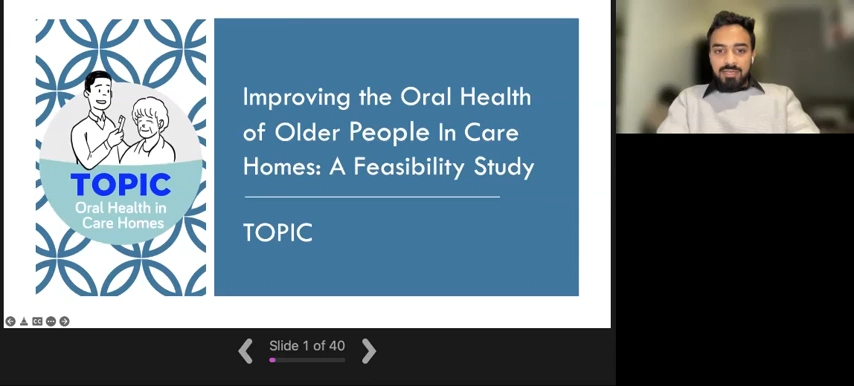 TOPIC
Oral Health in
Care Homes
Improving the Oral Health
of Older People In Care
Homes: A Feasibility Study
TOPIC
Slide 1 of 40